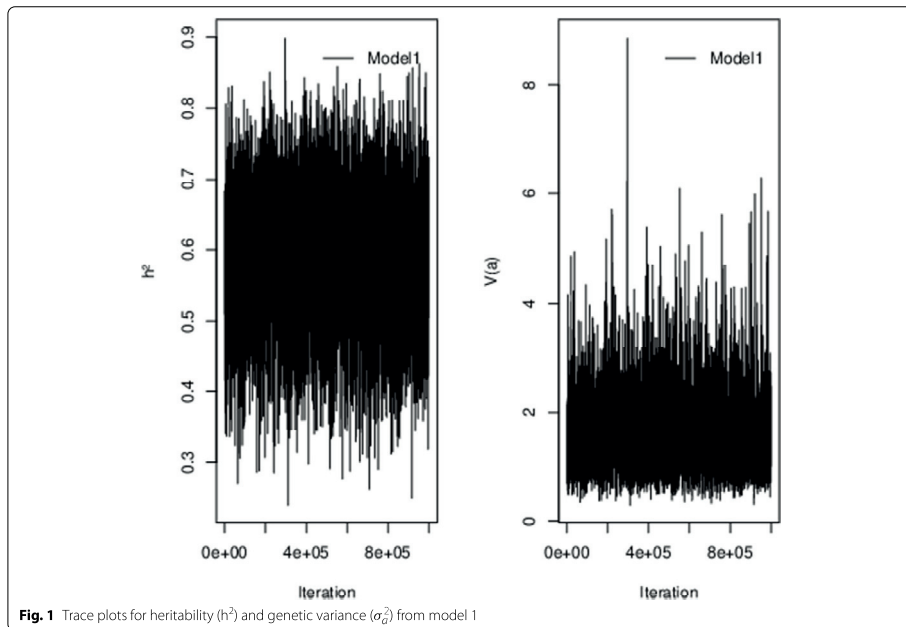 0.9
0.8
0.7
0.6
0.5
0.4
0.3
h²
Model1
0e+00 4e+05 8e+05
Iteration
8
6
4
2
0
V(a)
Model1
0e+00 4e+05 8e+05
Iteration
Fig. 1 Trace plots for heritability (h²) and genetic variance (σ²ₐ) from model 1